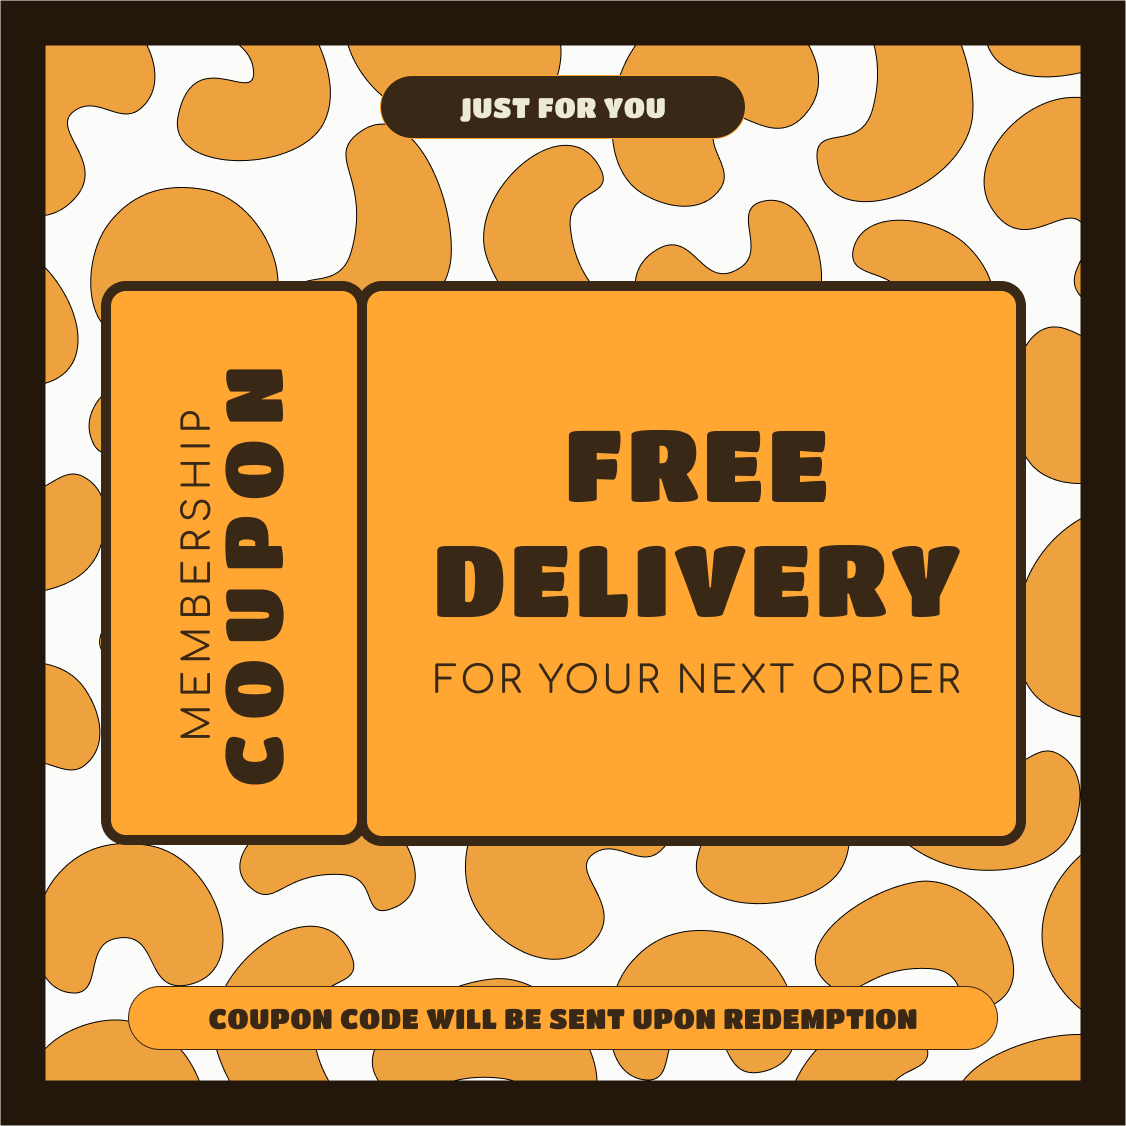 JUST FOR YOU
MEMBERSHIP
COUPON
FREE
DELIVERY
FOR YOUR NEXT ORDER
COUPON CODE WILL BE SENT UPON REDEMPTION